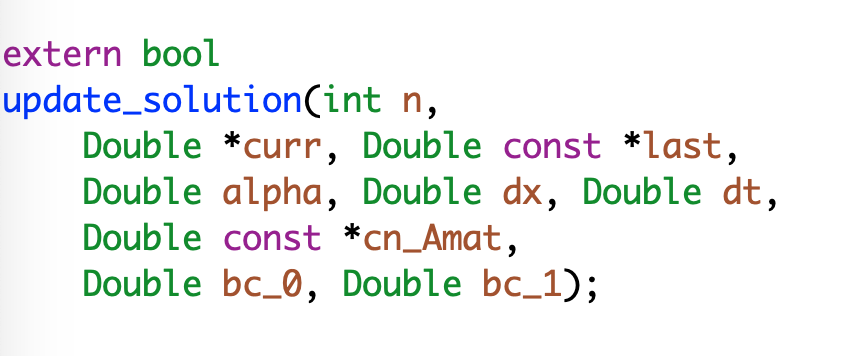 extern bool
update_solution(int n,
    Double *curr, Double const *last,
    Double alpha, Double dx, Double dt,
    Double const *cn_Amat,
    Double bc_0, Double bc_1);